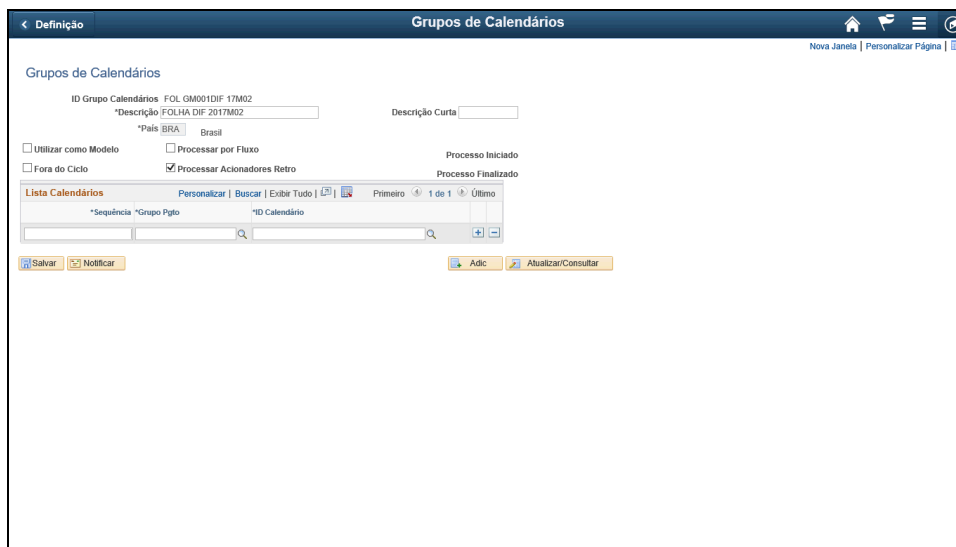 Definição
Grupos de Calendários
Nova Janela | Personalizar Página |
Grupos de Calendários
ID Grupo Calendários FOL GM001DIF 17M02
*Descrição FOLHA DIF 2017M02 Descrição Curta
*País BRA Brasil
Utilizar como Modelo Processar por Fluxo Processo Iniciado
Fora do Ciclo Processar Acionadores Retro Processo Finalizado
Lista Calendários Personalizar | Buscar | Exibir Tudo | | Primeiro 1 de 1 Último
*Sequência *Grupo Pgto *ID Calendário
Salvar Notificar Adic Atualizar/Consultar